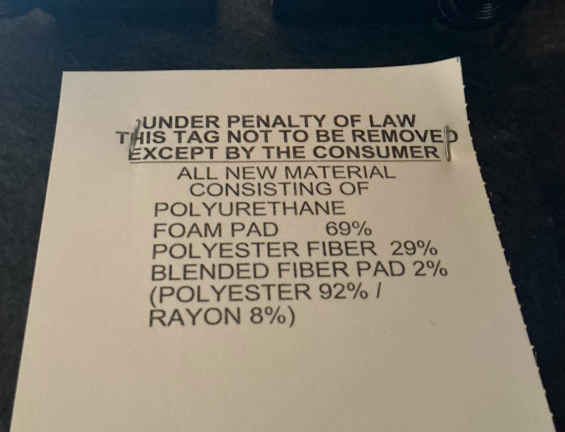 UNDER PENALTY OF LAW
THIS TAG NOT TO BE REMOVED
EXCEPT BY THE CONSUMER
ALL NEW MATERIAL
CONSISTING OF
POLYURETHANE
FOAM PAD 69%
POLYESTER FIBER 29%
BLENDED FIBER PAD 2%
(POLYESTER 92% /
RAYON 8%)